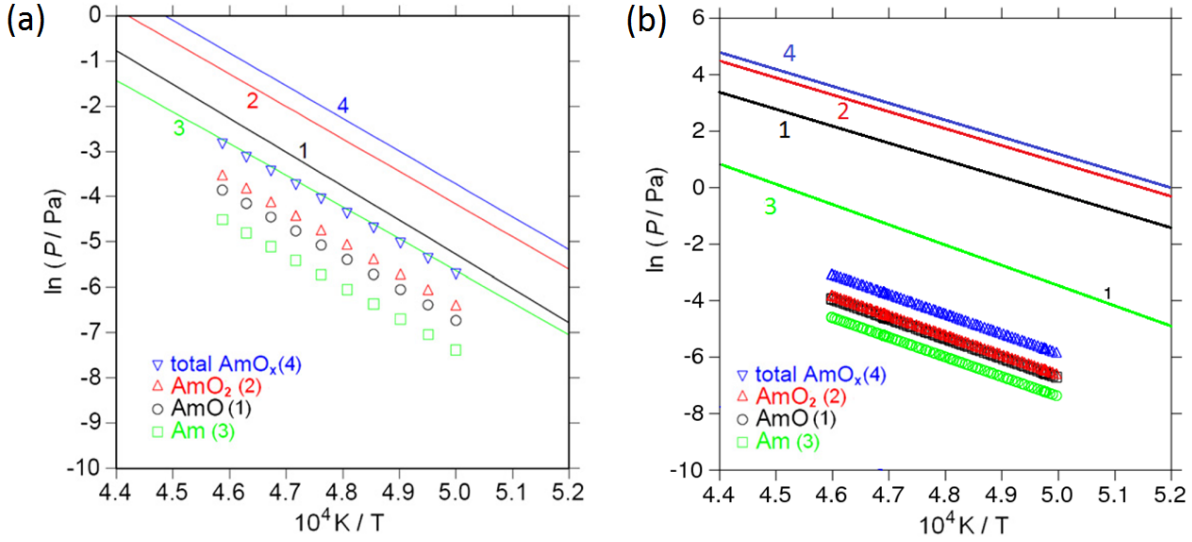 (a)
0
-1
-2
-3
-4
-5
-6
-7
-8
-9
-10
ln (P / Pa)
4
2
1
3
total AmOₓ(4)
AmO₂ (2)
AmO (1)
Am (3)
4.4 4.5 4.6 4.7 4.8 4.9 5.0 5.1 5.2
10⁴ K / T
(b)
6
4
2
0
-2
-4
-6
-8
-10
ln (P / Pa)
4
2
1
3
1
total AmOₓ(4)
AmO₂ (2)
AmO (1)
Am (3)
4.4 4.5 4.6 4.7 4.8 4.9 5.0 5.1 5.2
10⁴ K / T